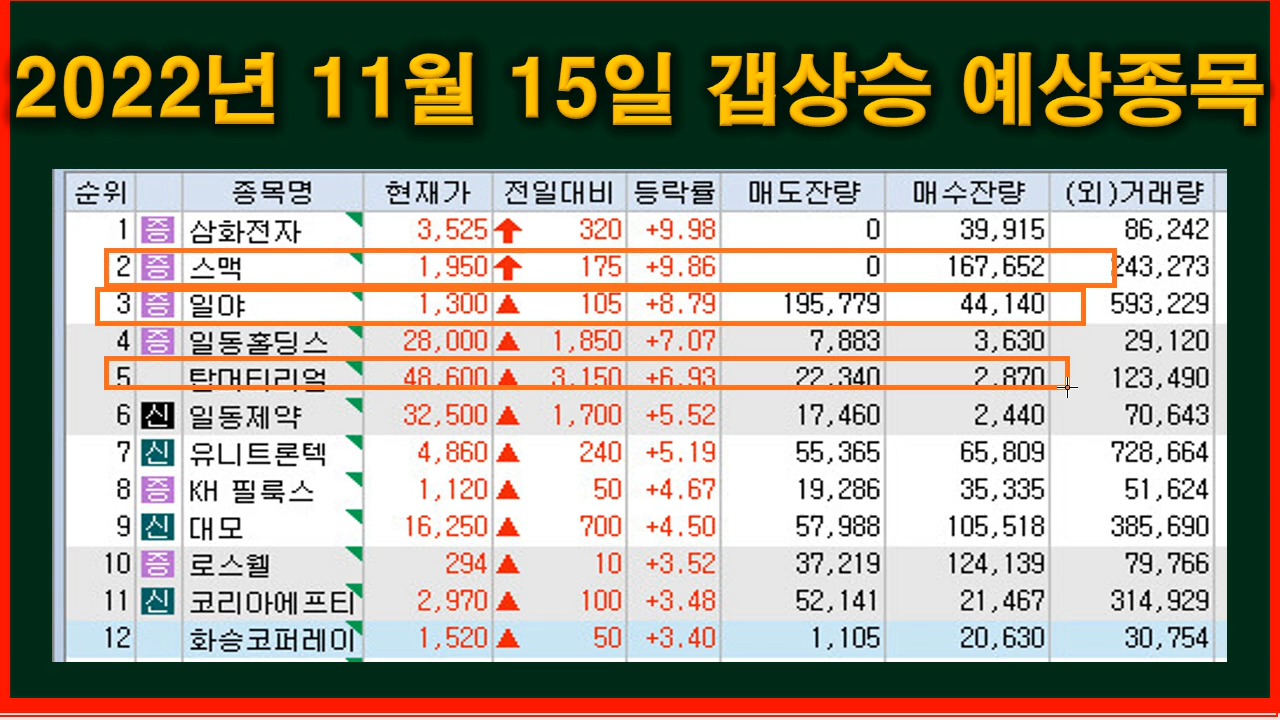 2022년 11월 15일 갭상승 예상종목
순위 종목명 현재가 전일대비 등락률 매도잔량 매수잔량 (외)거래량
1 증 삼화전자 3,525 320 +9.98 0 39,915 86,242
2 증 스맥 1,950 175 +9.86 0 167,652 243,273
3 증 일야 1,300 ▲ 105 +8.79 195,779 44,140 593,229
4 증 일동홀딩스 28,000 ▲ 1,850 +7.07 7,883 3,630 29,120
5 탑머티리얼 48,600 ▲ 3,150 +6.93 22,340 2,870 123,490
6 신 일동제약 32,500 ▲ 1,700 +5.52 17,460 2,440 70,643
7 신 유니트론텍 4,860 ▲ 240 +5.19 55,365 65,809 728,664
8 증 KH 필룩스 1,120 ▲ 50 +4.67 19,286 35,335 51,624
9 신 대모 16,250 ▲ 700 +4.50 57,988 105,518 385,690
10 증 로스웰 294 ▲ 10 +3.52 37,219 124,139 79,766
11 신 코리아에프티 2,970 ▲ 100 +3.48 52,141 21,467 314,929
12 화승코퍼레이 1,520 ▲ 50 +3.40 1,105 20,630 30,754